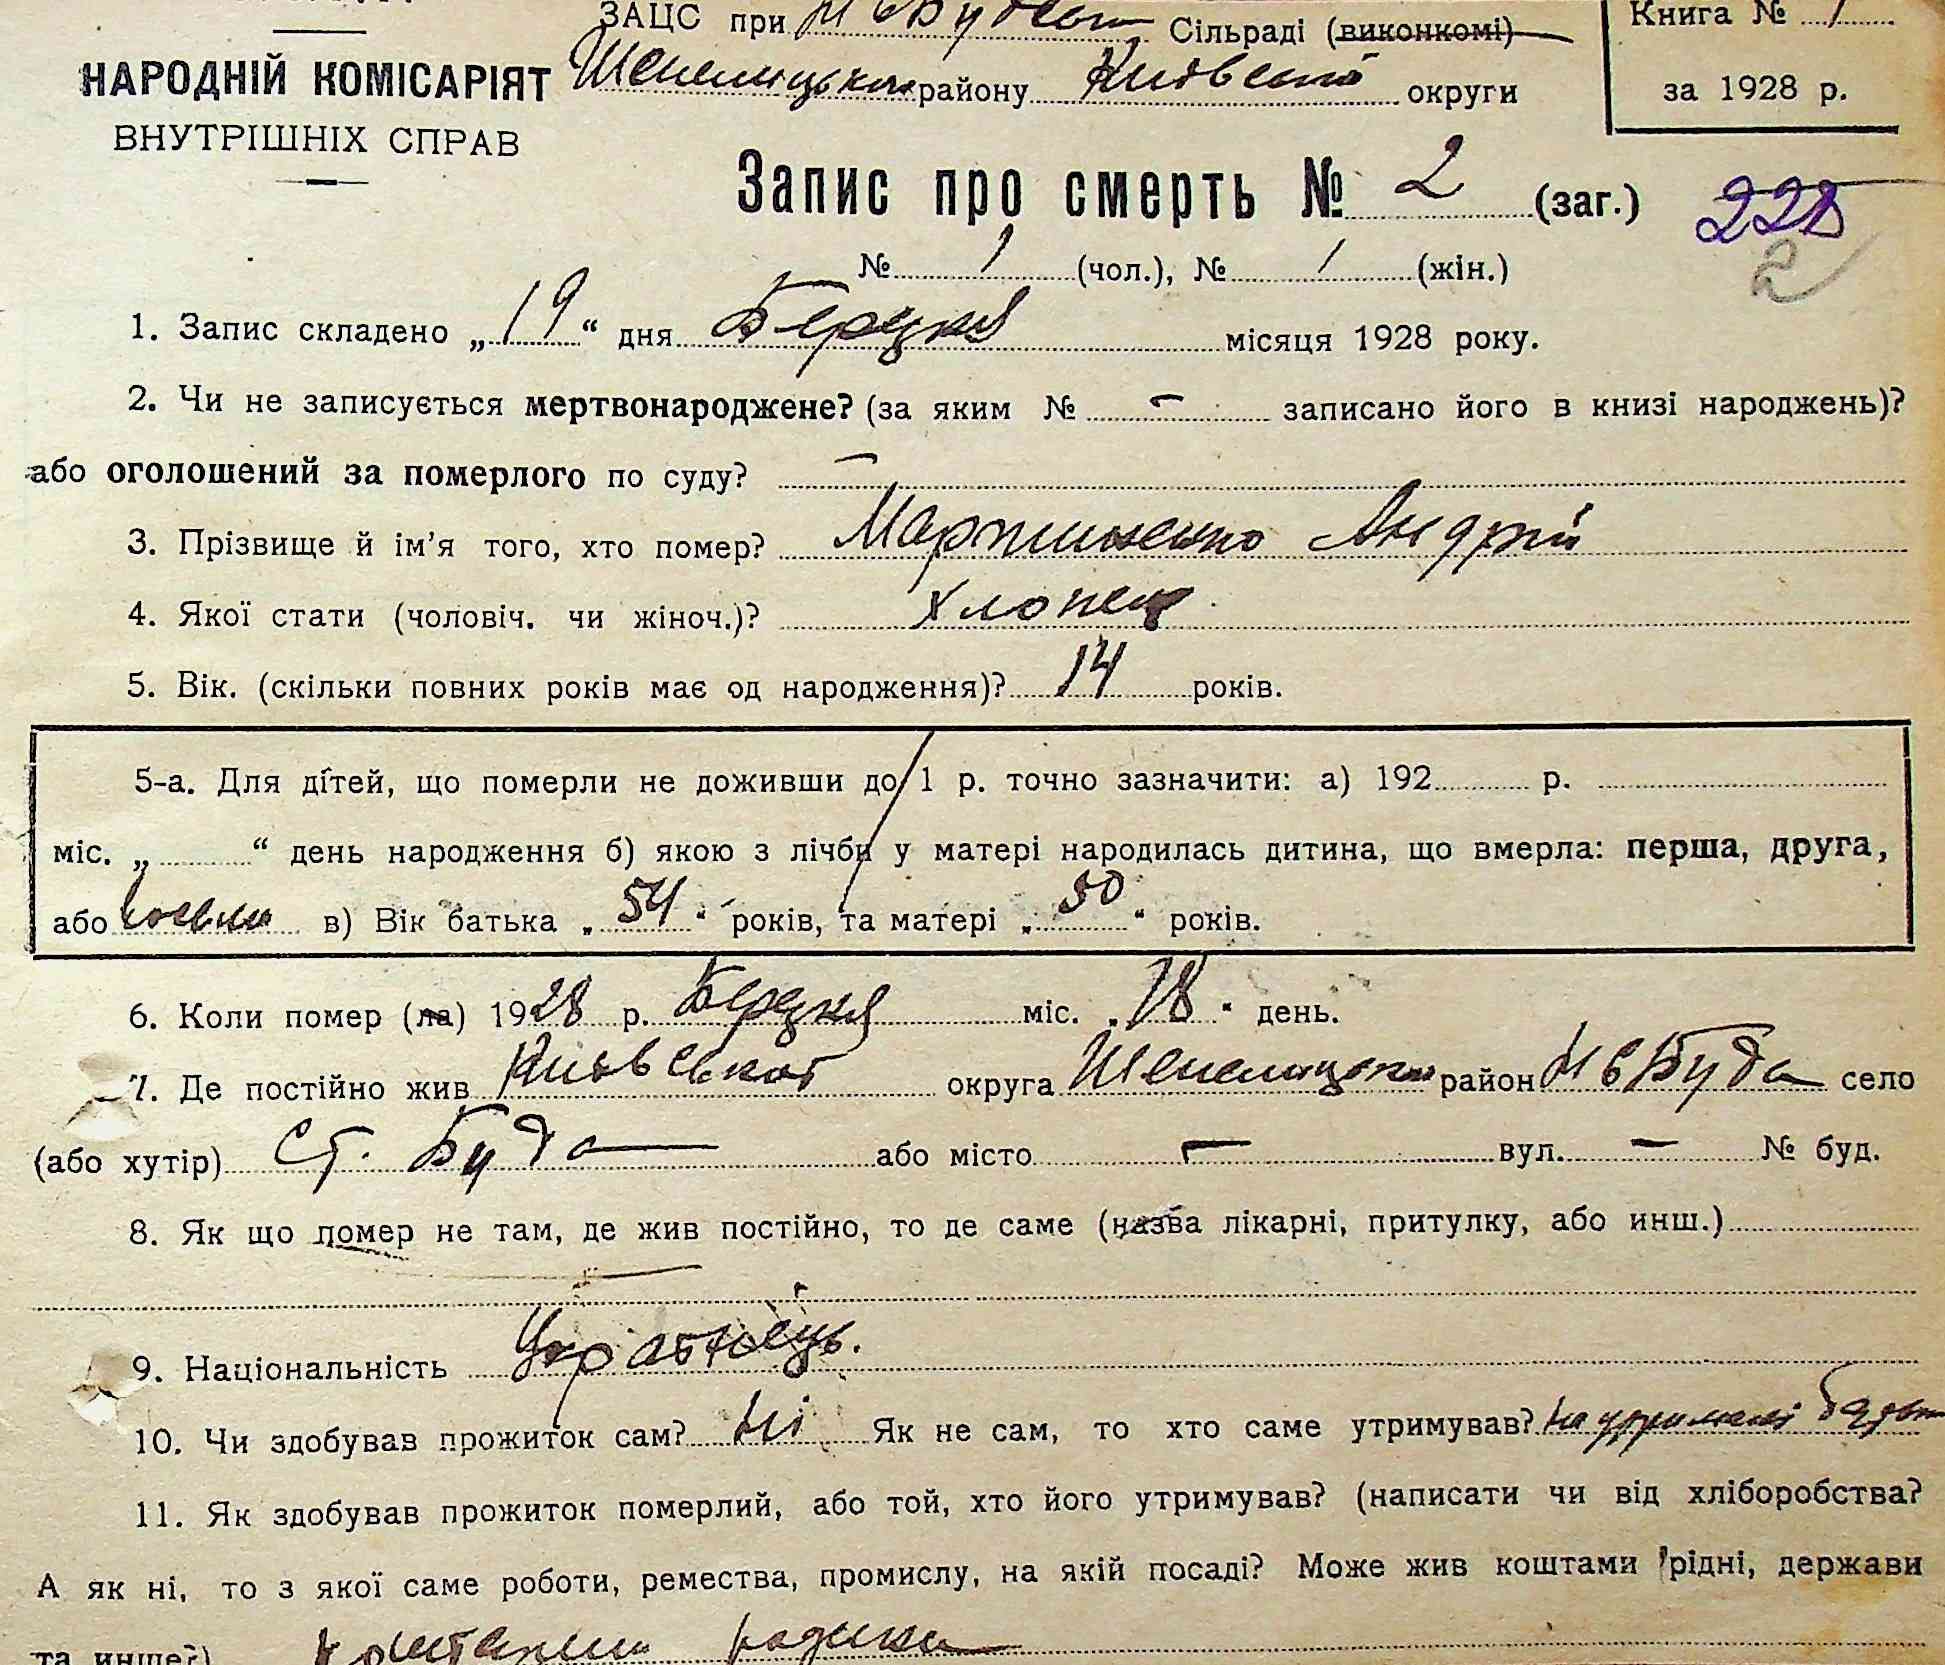 ЗАЦС при Сільраді (виконкомі)
Книга № 1
НАРОДНІЙ КОМІСАРІЯТ Шепелицького району Київської округи
за 1928 р.
ВНУТРІШНІХ СПРАВ
Запис про смерть № 2 (заг.) 228
№ 1 (чол.), № / (жін.) 2
1. Запис складено „19“ дня Березня місяця 1928 року.
2. Чи не записується мертвонароджене? (за яким № - записано його в книзі народжень)?
або оголошений за померлого по суду? —
3. Прізвище й ім’я того, хто помер? Мартиненко Андрій
4. Якої стати (чоловіч. чи жіноч.)? хлопец
5. Вік. (скільки повних років має од народження)? 14 років.
5-а. Для дітей, що померли не доживши до 1 р. точно зазначити: а) 192 р.
міс. „ “ день народження б) якою з лічби у матері народилась дитина, що вмерла: перша, друга,
або в) Вік батька „54“ років, та матері „50“ років.
6. Коли помер (ла) 1928 р. Березня міс. „18“ день.
7. Де постійно жив Київської округа Шепелицький район Н Буда село
(або хутір) Ст. Буда або місто — вул. — № буд.
8. Як що помер не там, де жив постійно, то де саме (назва лікарні, притулку, або инш.)
9. Національність Українець.
10. Чи здобував прожиток сам? Ні Як не сам, то хто саме утримував? На
11. Як здобував прожиток померлий, або той, хто його утримував? (написати чи від хліборобства?
А як ні, то з якої саме роботи, ремества, промислу, на якій посаді? Може жив коштами рідні, держави
та инше?)